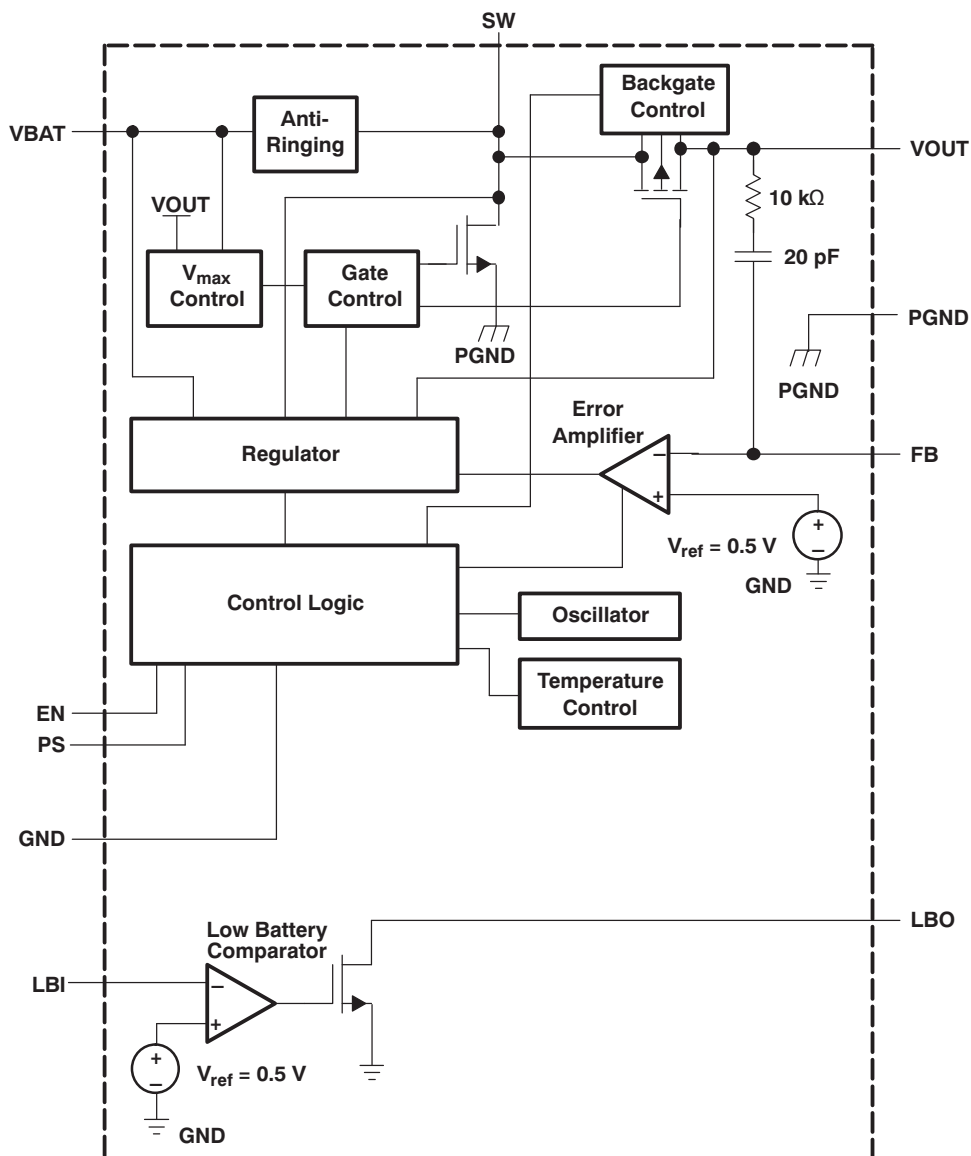 SW
Backgate
Control
Anti-
Ringing
VBAT
VOUT
VOUT
10 kΩ
20 pF
Vmax
Control
Gate
Control
PGND
PGND
PGND
Error
Amplifier
Regulator
−
+
FB
Vref = 0.5 V
+
−
GND
Control Logic
Oscillator
Temperature
Control
EN
PS
GND
Low Battery
Comparator
LBO
LBI
−
+
+
−
Vref = 0.5 V
GND